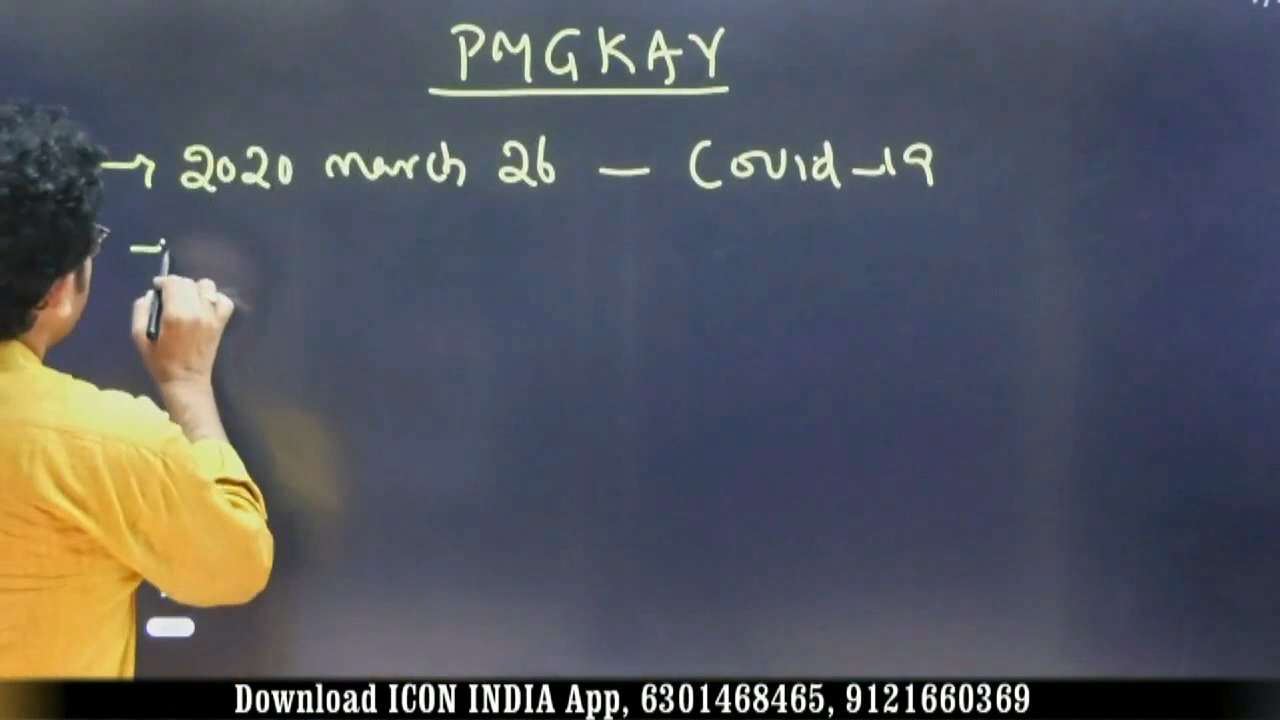 PMGKAY
→ 2020 march 26 — Covid-19
Download ICON INDIA App, 6301468465, 9121660369